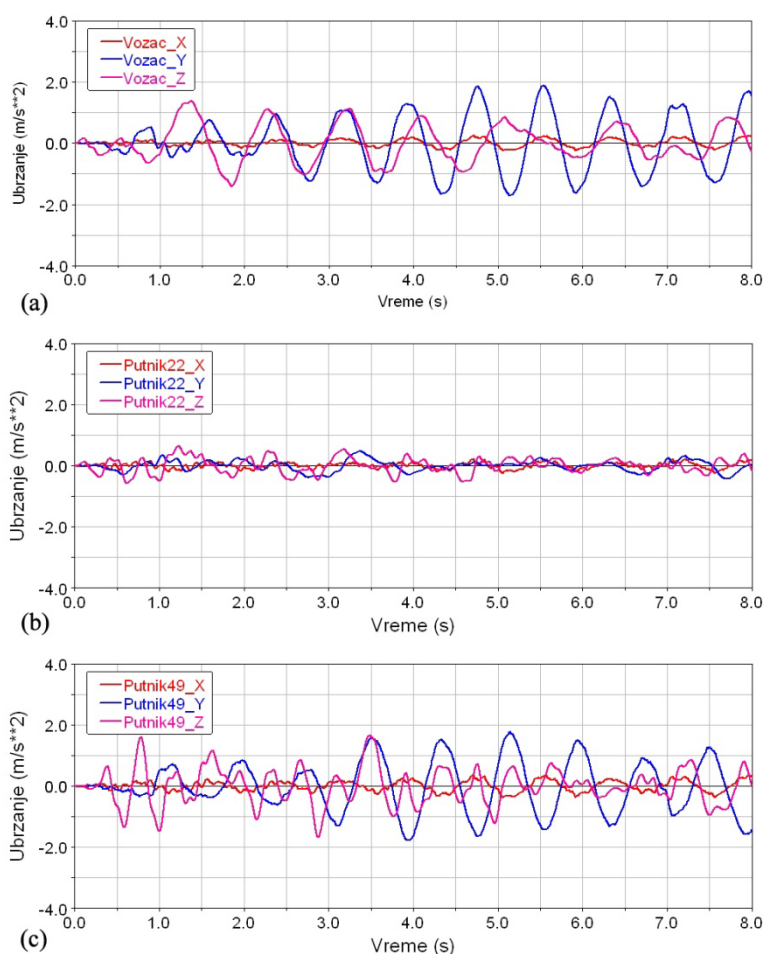 4.0
2.0
0.0
-2.0
-4.0
Ubrzanje (m/s**2)
Vozac_X
Vozac_Y
Vozac_Z
0.0 1.0 2.0 3.0 4.0 5.0 6.0 7.0 8.0
Vreme (s)
(a)
4.0
2.0
0.0
-2.0
-4.0
Ubrzanje (m/s**2)
Putnik22_X
Putnik22_Y
Putnik22_Z
0.0 1.0 2.0 3.0 4.0 5.0 6.0 7.0 8.0
Vreme (s)
(b)
4.0
2.0
0.0
-2.0
-4.0
Ubrzanje (m/s**2)
Putnik49_X
Putnik49_Y
Putnik49_Z
0.0 1.0 2.0 3.0 4.0 5.0 6.0 7.0 8.0
Vreme (s)
(c)